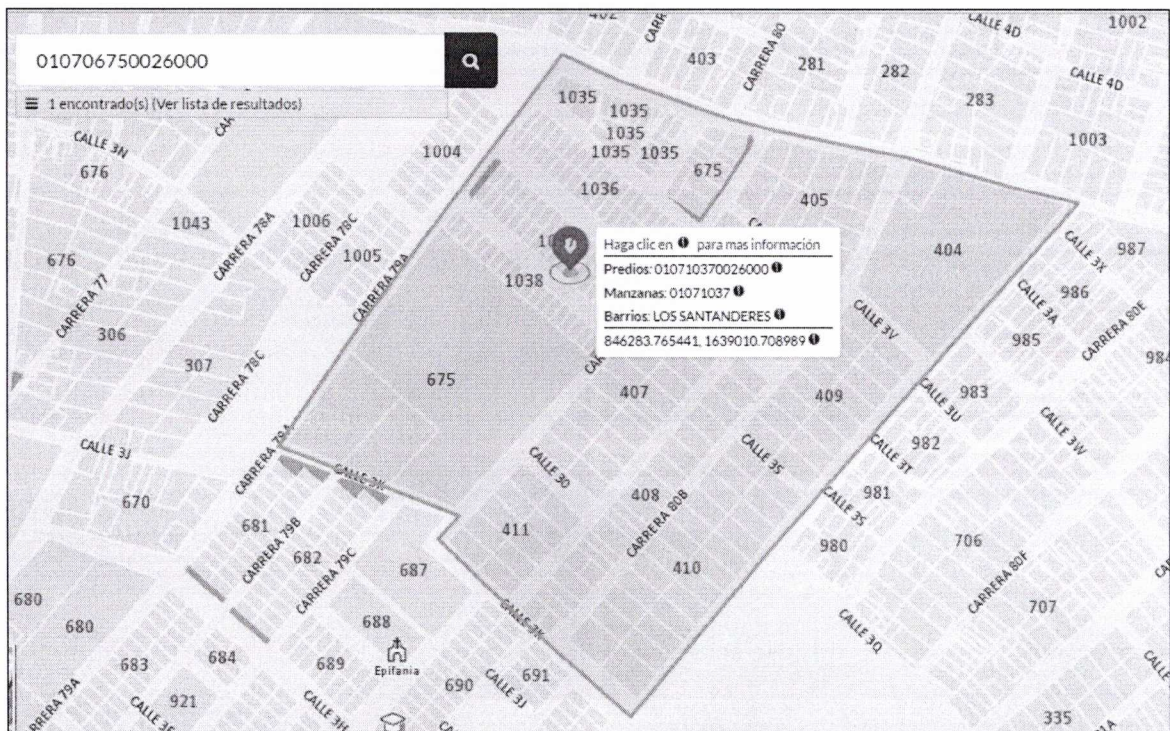 010706750026000
1 encontrado(s) (Ver lista de resultados)
CALLE 4D
1002
CARRERA 80
403
281
282
CALLE 4D
283
1003
1035
1035
1035
1035
1035
CALLE 3N
676
1004
675
1036
405
1043
CARRERA 78A
1006
CARRERA 78C
1005
CARRERA 79A
404
CALLE 3X
987
676
CARRERA 77
1038
Haga clic en para mas información
Predios: 010710370026000
Manzanas: 01071037
Barrios: LOS SANTANDERES
846283.765441, 1639010.708989
CALLE 3A
986
CARRERA 80E
985
984
306
307
CARRERA 78C
675
CALLE 3V
407
409
983
CALLE 3U
CALLE 3W
982
CALLE 3T
CALLE 3J
CARRERA 79A
CALLE 3K
670
CALLE 3O
CALLE 3S
408
CARRERA 80B
981
CALLE 3S
980
706
681
CARRERA 79B
682
CARRERA 79C
687
411
410
CARRERA 80F
707
680
680
688
CALLE 3K
CALLE 3Q
683
684
689
Epifania
690
691
CALLE 3J
921
CALLE 3H
335